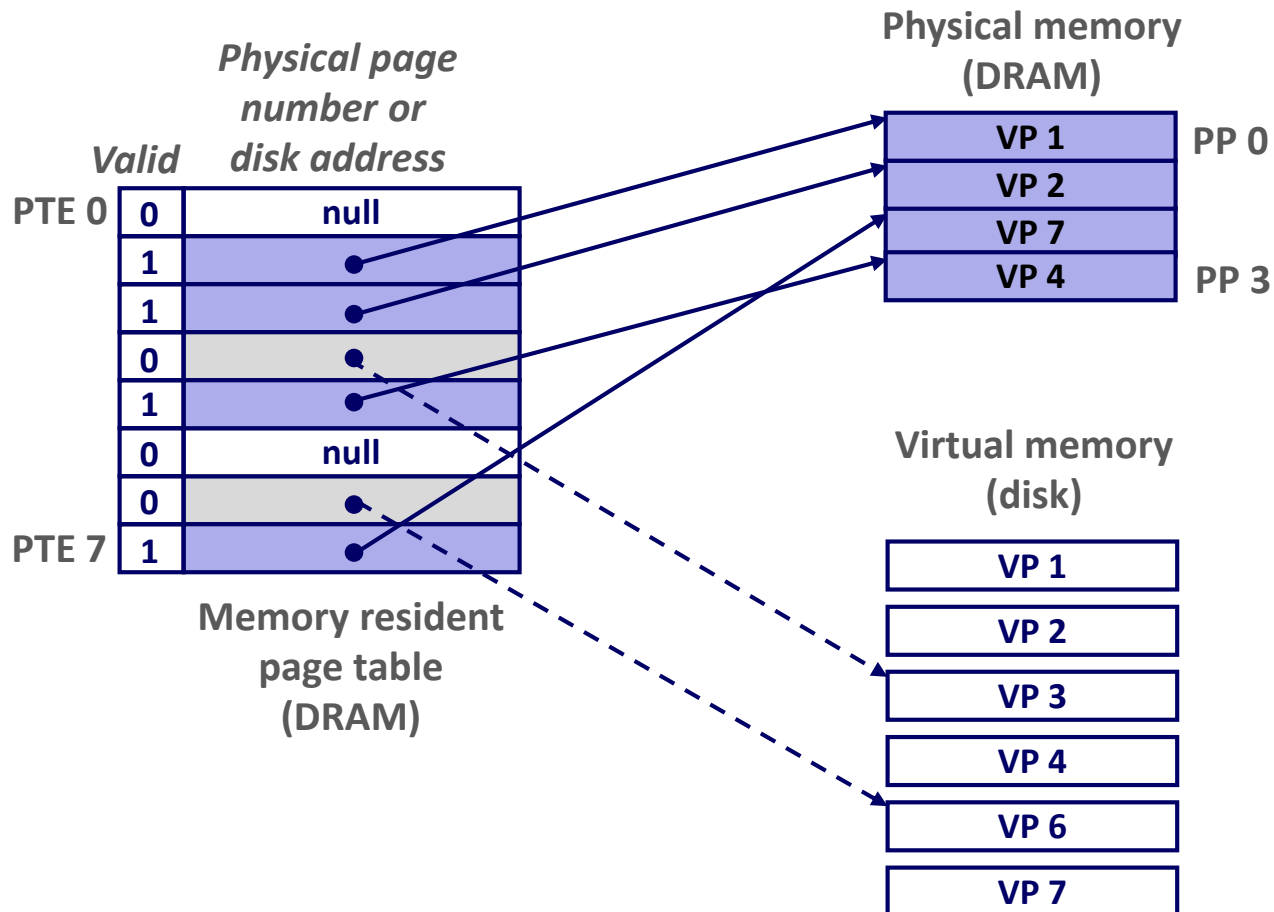 Physical page
number or
disk address
Valid
PTE 0
0
null
1
1
0
1
0
null
0
PTE 7
1
Memory resident
page table
(DRAM)
Physical memory
(DRAM)
VP 1
PP 0
VP 2
VP 7
VP 4
PP 3
Virtual memory
(disk)
VP 1
VP 2
VP 3
VP 4
VP 6
VP 7